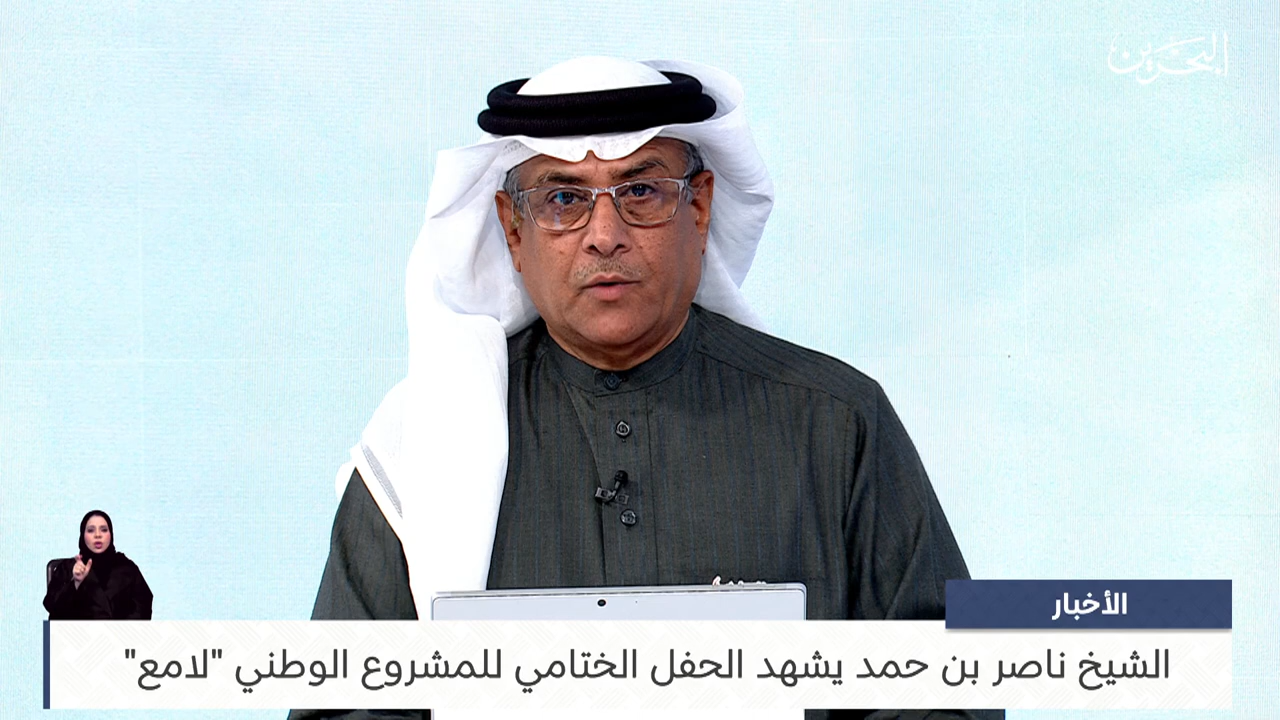 البحرين
الأخبار
الشيخ ناصر بن حمد يشهد الحفل الختامي للمشروع الوطني "لامع"